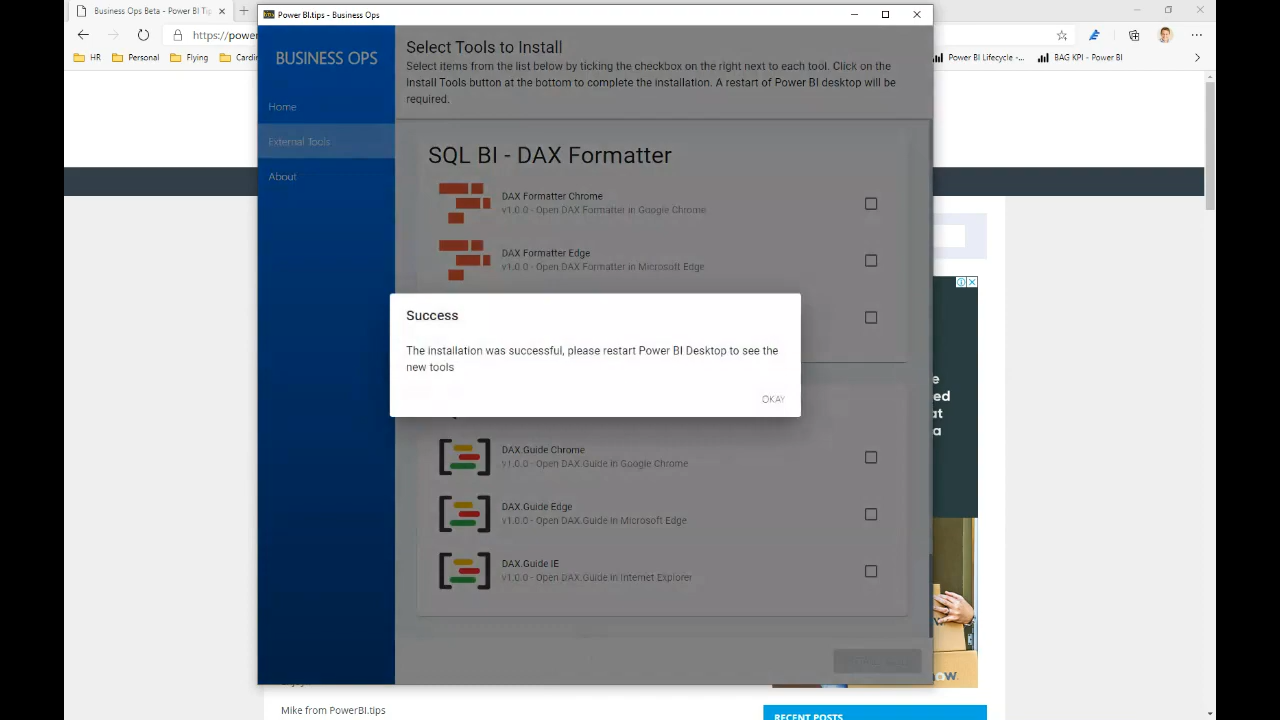 Business Ops Beta - Power BI Tip
https://power
HR
Personal
Flying
Cardin
Power BI Lifecycle -...
BAG KPI - Power BI
Power BI.tips - Business Ops
BUSINESS OPS
Home
External Tools
About
Select Tools to Install
Select items from the list below by ticking the checkbox on the right next to each tool. Click on the
Install Tools button at the bottom to complete the installation. A restart of Power BI desktop will be
required.
SQL BI - DAX Formatter
DAX Formatter Chrome
v1.0.0 - Open DAX Formatter in Google Chrome
DAX Formatter Edge
v1.0.0 - Open DAX Formatter in Microsoft Edge
Success
The installation was successful, please restart Power BI Desktop to see the
new tools
OKAY
DAX.Guide Chrome
v1.0.0 - Open DAX.Guide in Google Chrome
DAX.Guide Edge
v1.0.0 - Open DAX.Guide in Microsoft Edge
DAX.Guide IE
v1.0.0 - Open DAX.Guide in Internet Explorer
e
ed
at
a
ow.
Mike from PowerBI.tips
RECENT POSTS